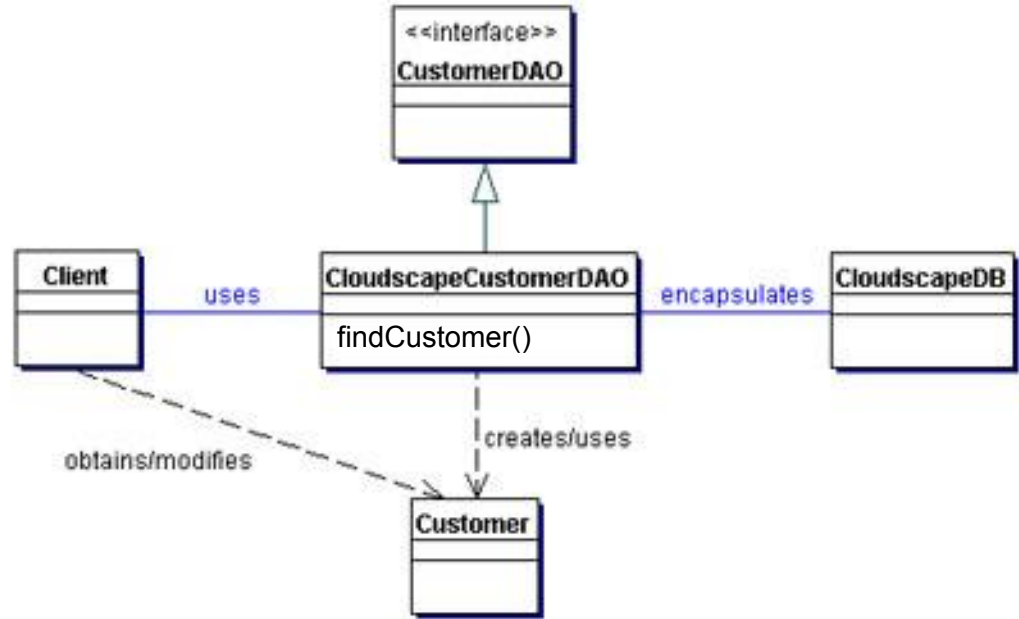 <<interface>>
CustomerDAO
Client
uses
CloudscapeCustomerDAO
findCustomer()
encapsulates
CloudscapeDB
obtains/modifies
creates/uses
Customer